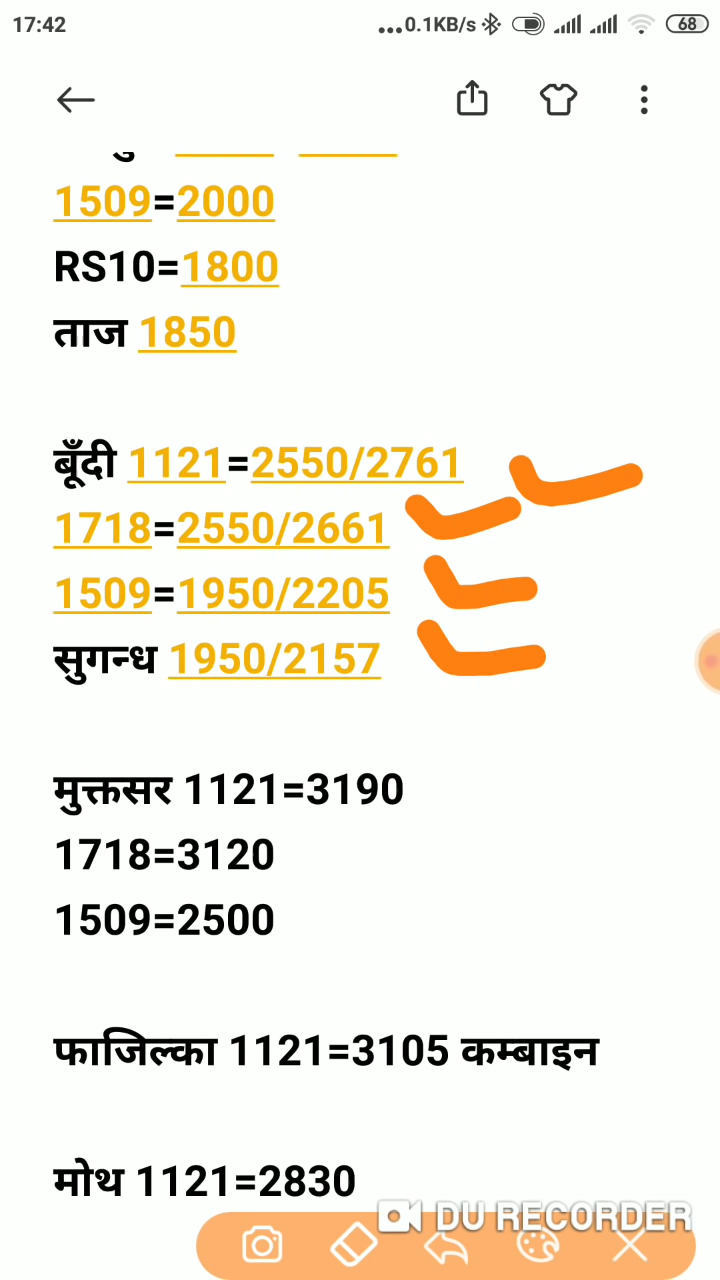 17:42 ...0.1KB/s 68
1509=2000
RS10=1800
ताज 1850
बूँदी 1121=2550/2761
1718=2550/2661
1509=1950/2205
सुगन्ध 1950/2157
मुक्तसर 1121=3190
1718=3120
1509=2500
फाजिल्का 1121=3105 कम्बाइन
मोथ 1121=2830
DU RECORDER